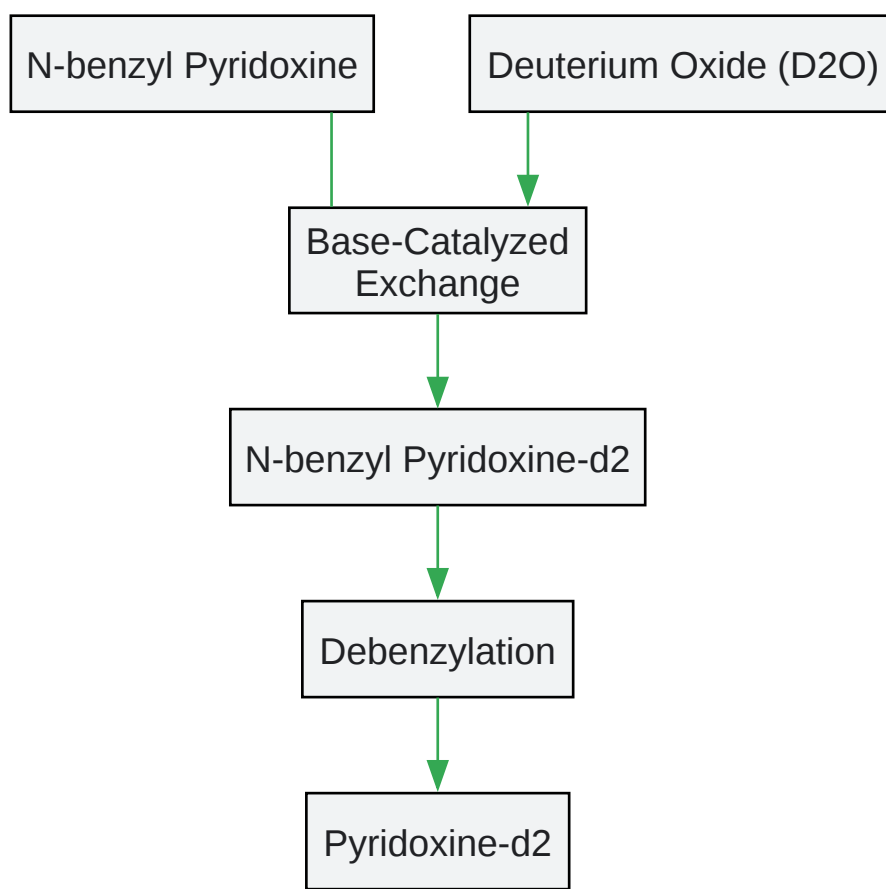 N-benzyl Pyridoxine
Deuterium Oxide (D2O)
Base-Catalyzed
Exchange
N-benzyl Pyridoxine-d2
Debenzylation
Pyridoxine-d2